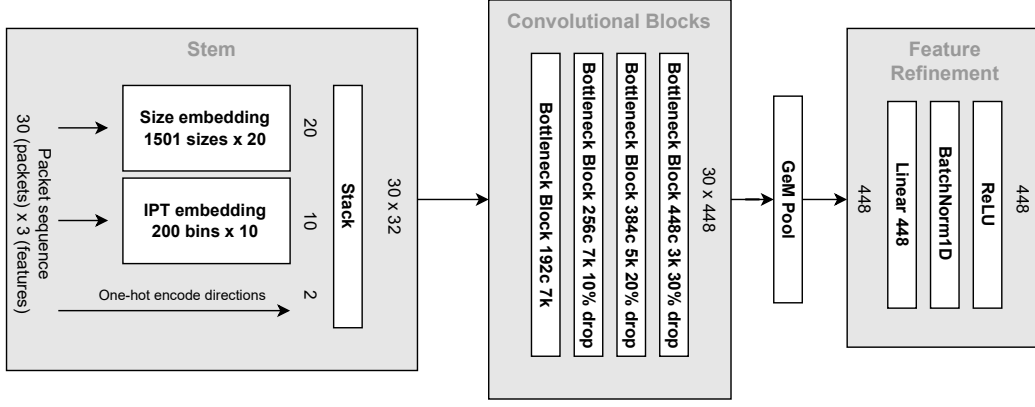 Stem
Packet sequence
30 (packets) x 3 (features)
Size embedding
1501 sizes x 20
20
IPT embedding
200 bins x 10
10
One-hot encode directions
2
Stack
30 x 32
Convolutional Blocks
Bottleneck Block 192c 7k
Bottleneck Block 256c 7k 10% drop
Bottleneck Block 384c 5k 20% drop
Bottleneck Block 448c 3k 30% drop
30 x 448
GeM Pool
Feature
Refinement
448
Linear 448
BatchNorm1D
ReLU
448